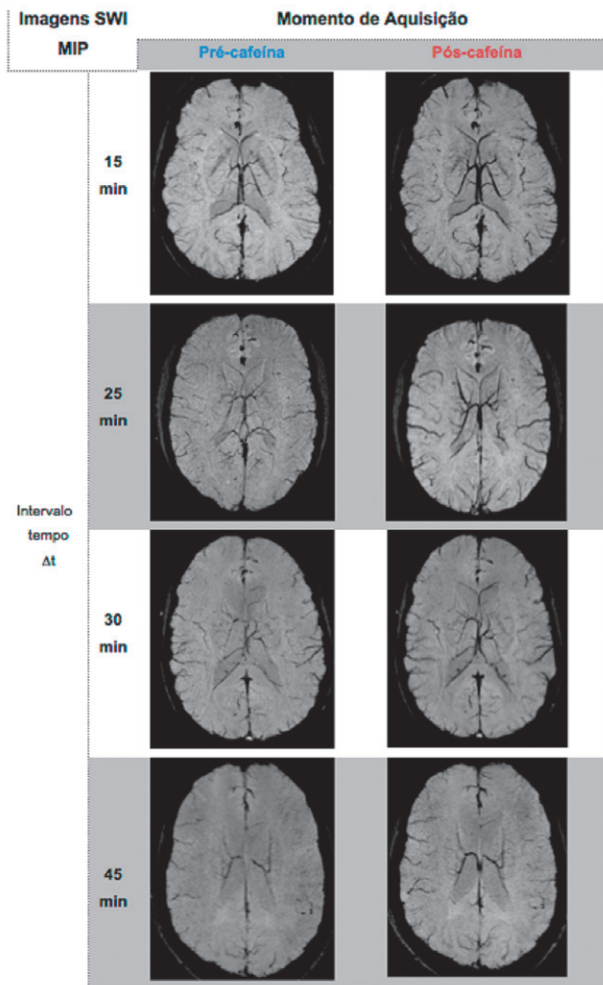 Imagens SWI
MIP
Momento de Aquisição
Pré-cafeína
Pós-cafeína
15
min
25
min
Intervalo
tempo
Δt
30
min
45
min